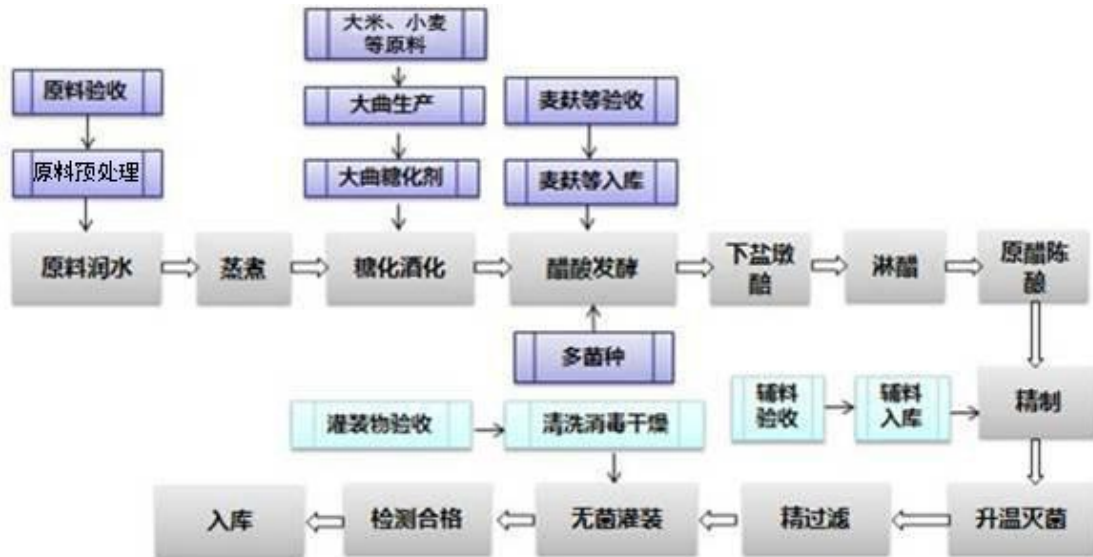 大米、小麦
等原料
原料验收
大曲生产
麦麸等验收
原料预处理
大曲糖化剂
麦麸等入库
原料润水
蒸煮
糖化酒化
醋酸发酵
下盐墩
醅
淋醋
原醋陈
酿
多菌种
灌装物验收
清洗消毒干燥
辅料
验收
辅料
入库
精制
入库
检测合格
无菌灌装
精过滤
升温灭菌